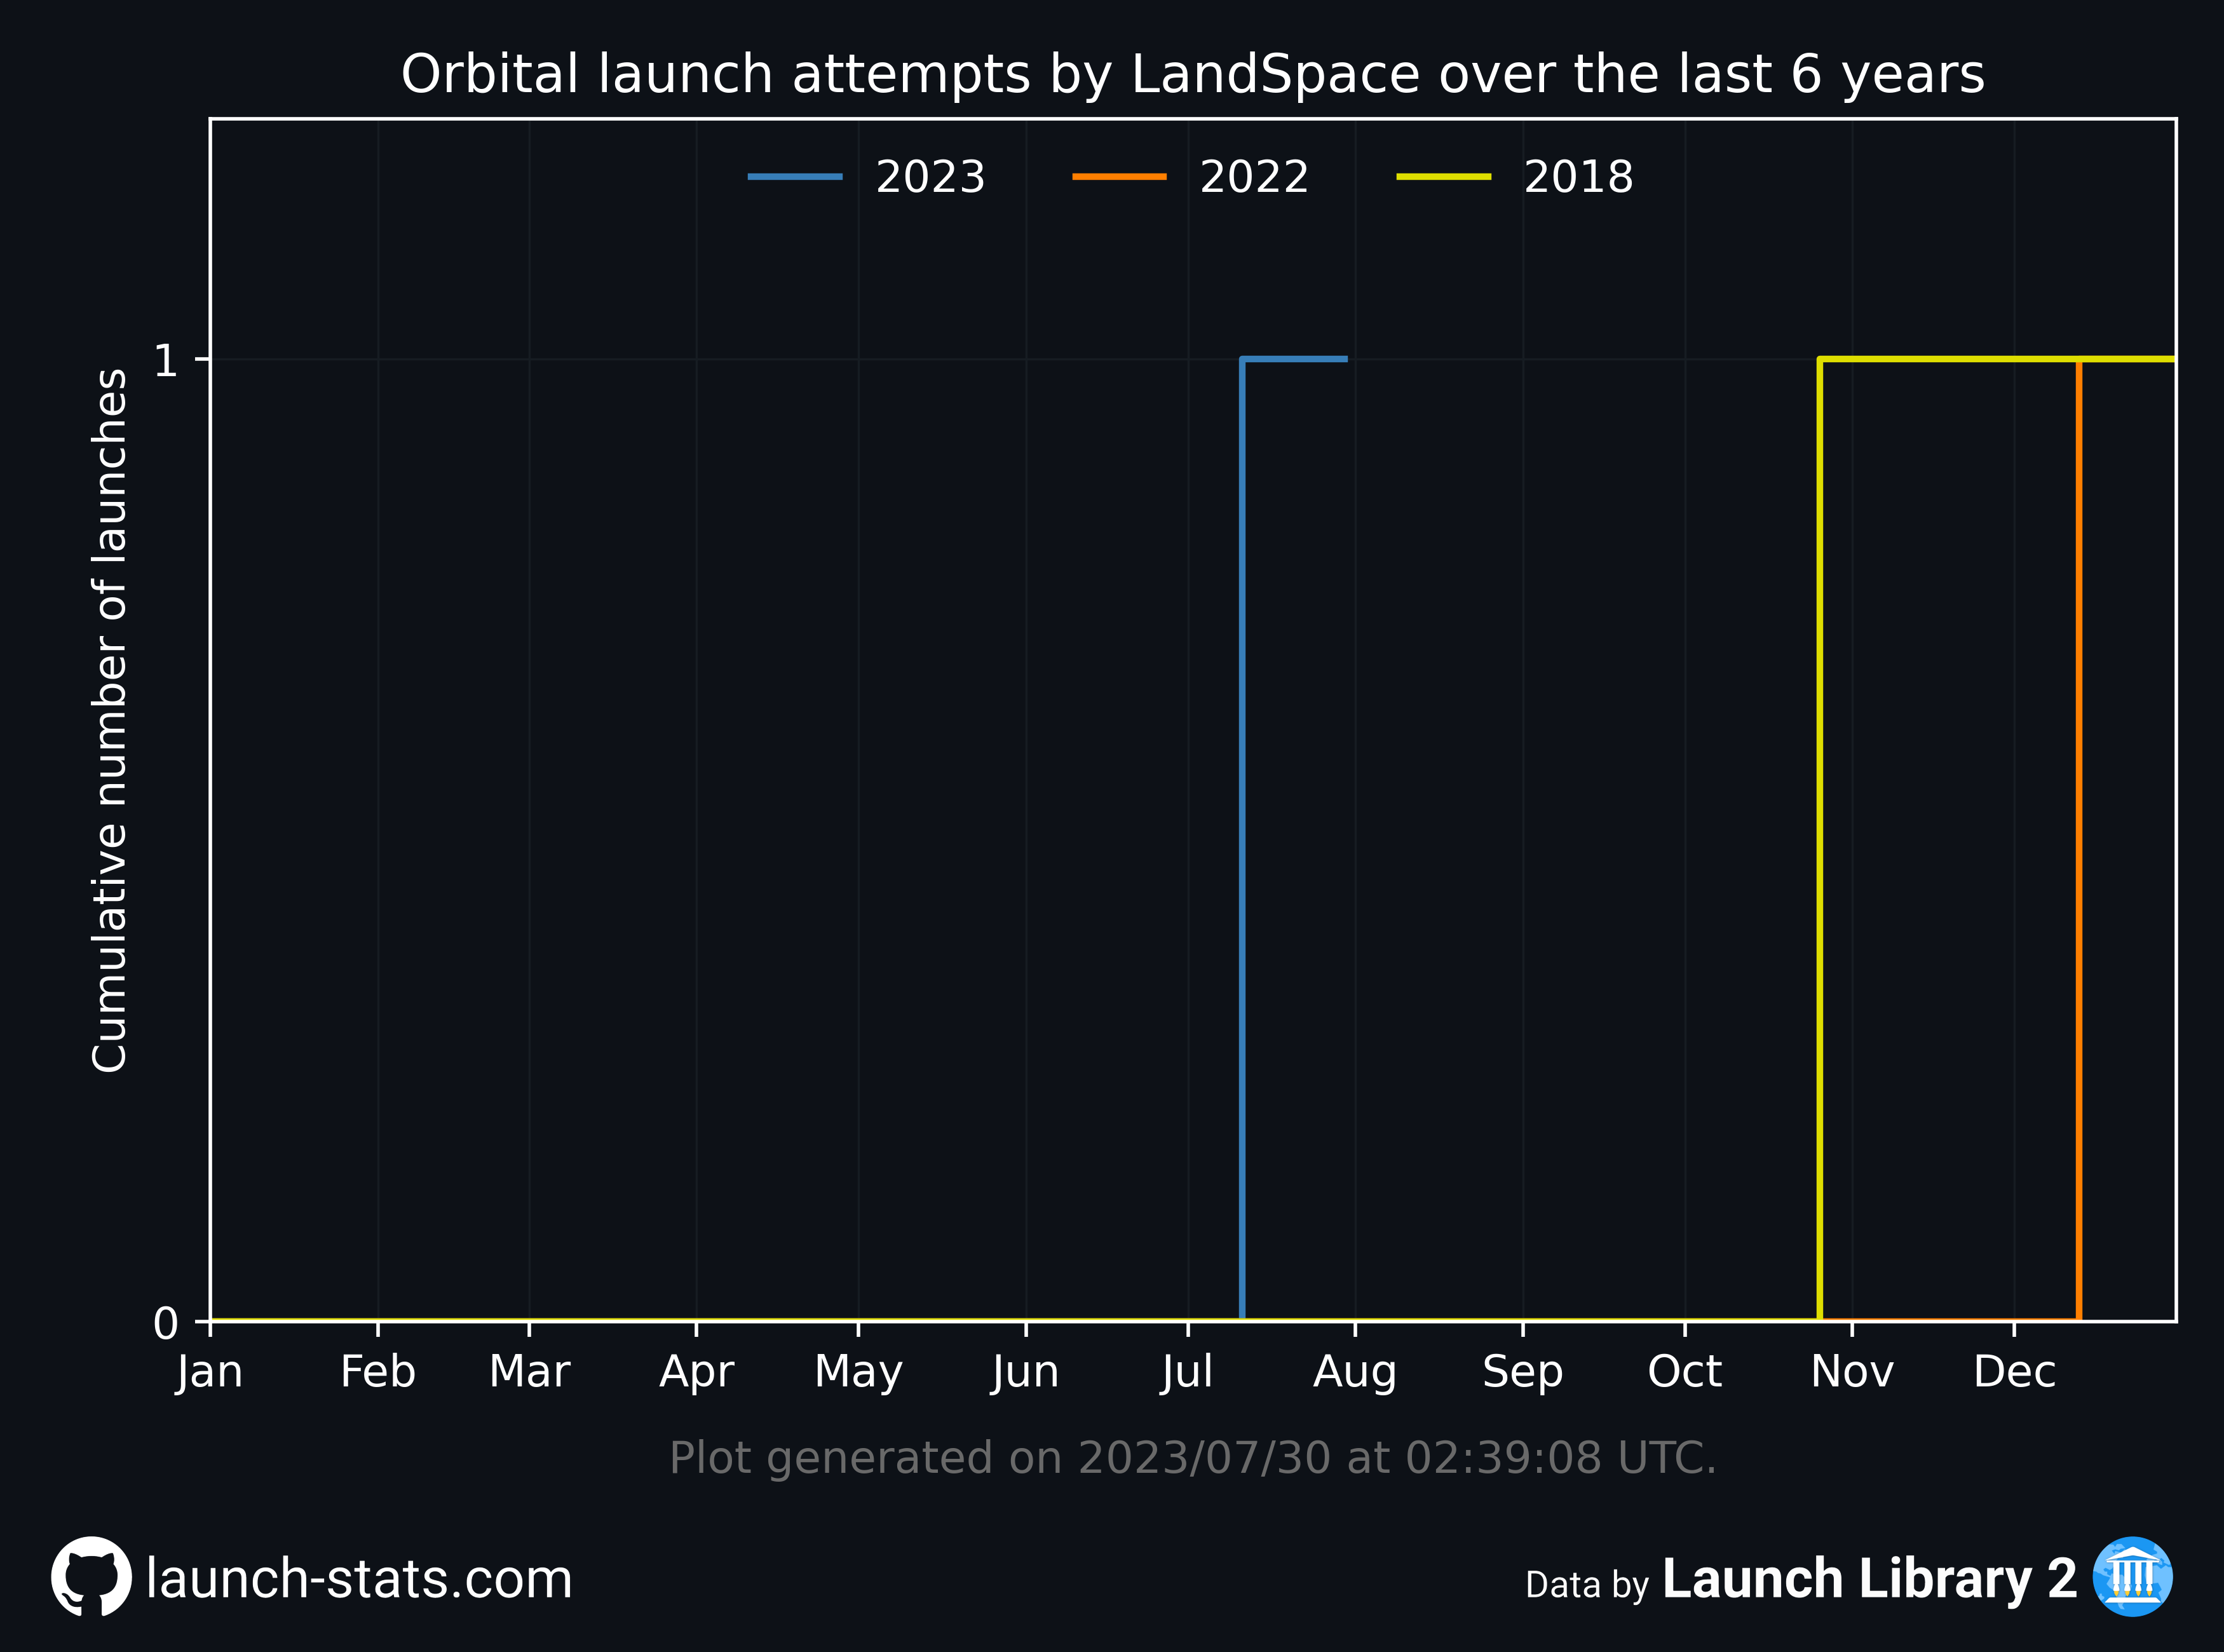 Orbital launch attempts by LandSpace over the last 6 years
2023 2022 2018
Cumulative number of launches
1
0
Jan Feb Mar Apr May Jun Jul Aug Sep Oct Nov Dec
Plot generated on 2023/07/30 at 02:39:08 UTC.
launch-stats.com
Data by Launch Library 2